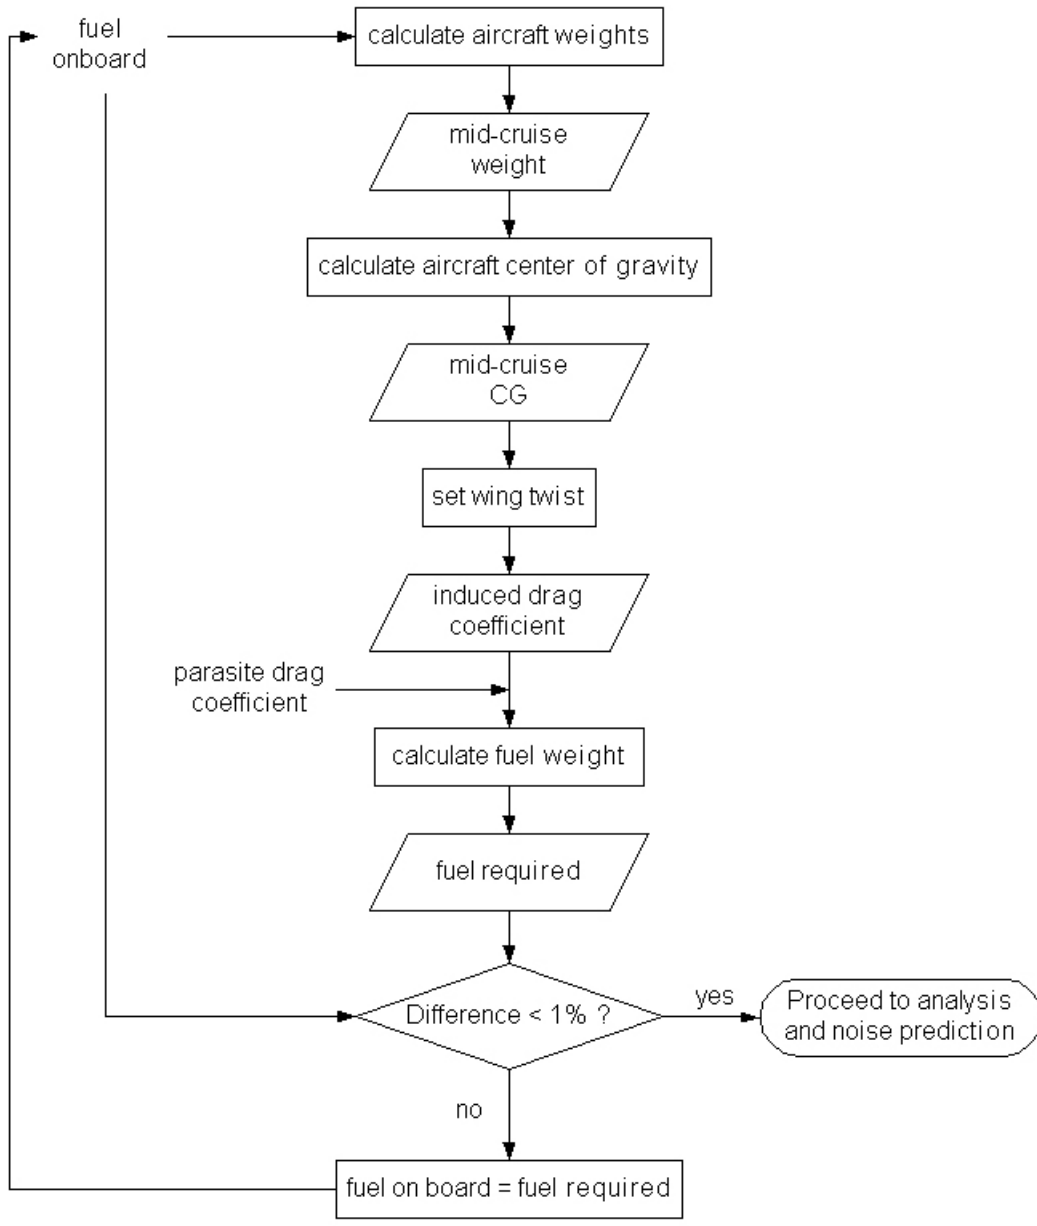 fuel
onboard
calculate aircraft weights
mid-cruise
weight
calculate aircraft center of gravity
mid-cruise
CG
set wing twist
induced drag
coefficient
parasite drag
coefficient
calculate fuel weight
fuel required
Difference < 1% ?
yes
Proceed to analysis
and noise prediction
no
fuel on board = fuel required